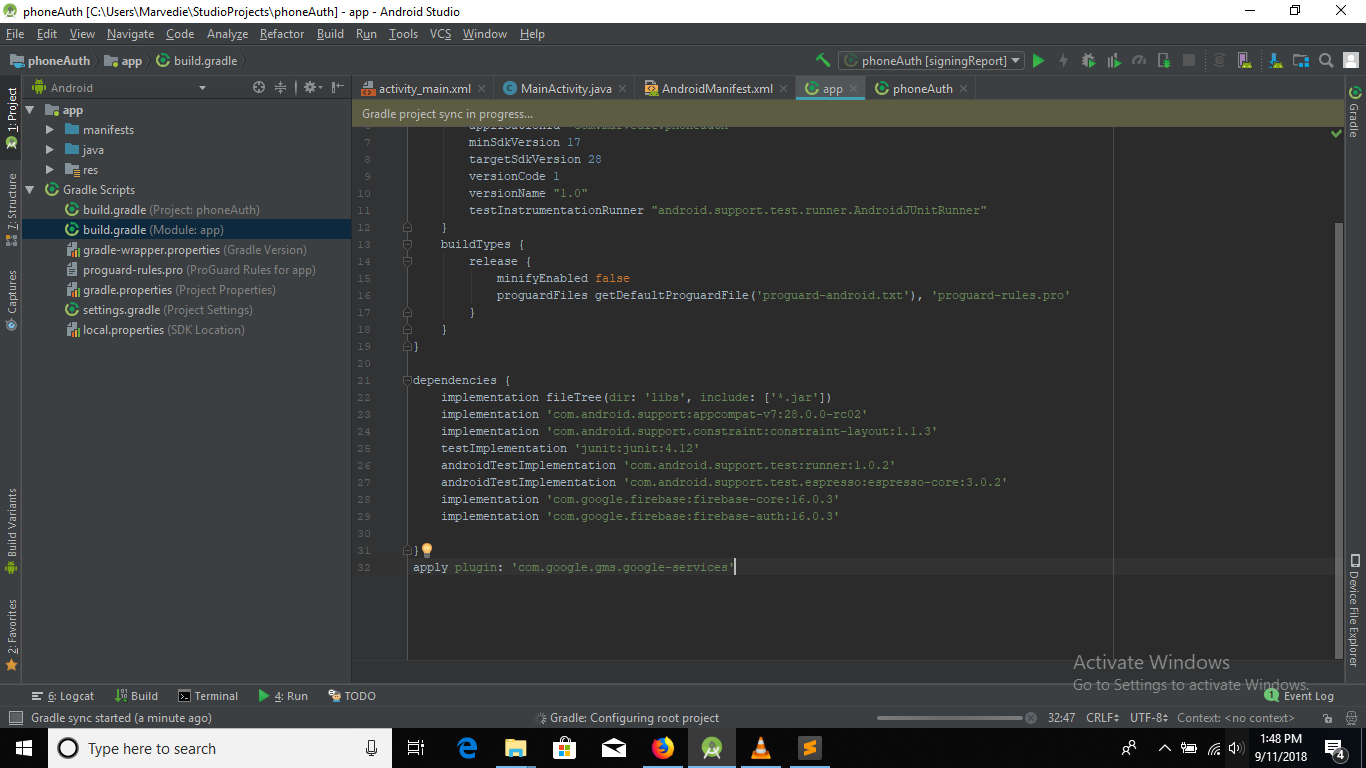 phoneAuth [C:\Users\Marvedie\StudioProjects\phoneAuth] - app - Android Studio
File Edit View Navigate Code Analyze Refactor Build Run Tools VCS Window Help
phoneAuth app build.gradle phoneAuth [signingReport]
Android activity_main.xml MainActivity.java AndroidManifest.xml app phoneAuth
Gradle project sync in progress...
1: Project
7: Structure
Captures
Build Variants
2: Favorites
app
manifests
java
res
Gradle Scripts
build.gradle (Project: phoneAuth)
build.gradle (Module: app)
gradle-wrapper.properties (Gradle Version)
proguard-rules.pro (ProGuard Rules for app)
gradle.properties (Project Properties)
settings.gradle (Project Settings)
local.properties (SDK Location)
6 applicationId "com.marvedie.phoneauth"
7 minSdkVersion 17
8 targetSdkVersion 28
9 versionCode 1
10 versionName "1.0"
11 testInstrumentationRunner "android.support.test.runner.AndroidJUnitRunner"
12 }
13 buildTypes {
14 release {
15 minifyEnabled false
16 proguardFiles getDefaultProguardFile('proguard-android.txt'), 'proguard-rules.pro'
17 }
18 }
19 }
20
21 dependencies {
22 implementation fileTree(dir: 'libs', include: ['*.jar'])
23 implementation 'com.android.support:appcompat-v7:28.0.0-rc02'
24 implementation 'com.android.support.constraint:constraint-layout:1.1.3'
25 testImplementation 'junit:junit:4.12'
26 androidTestImplementation 'com.android.support.test:runner:1.0.2'
27 androidTestImplementation 'com.android.support.test.espresso:espresso-core:3.0.2'
28 implementation 'com.google.firebase:firebase-core:16.0.3'
29 implementation 'com.google.firebase:firebase-auth:16.0.3'
30
31 }
32 apply plugin: 'com.google.gms.google-services'
Gradle
Device File Explorer
Activate Windows
Go to Settings to activate Windows.
6: Logcat Build Terminal 4: Run TODO 1 Event Log
Gradle sync started (a minute ago) Gradle: Configuring root project 32:47 CRLF UTF-8 Context: <no context>
Type here to search
1:48 PM
9/11/2018
4